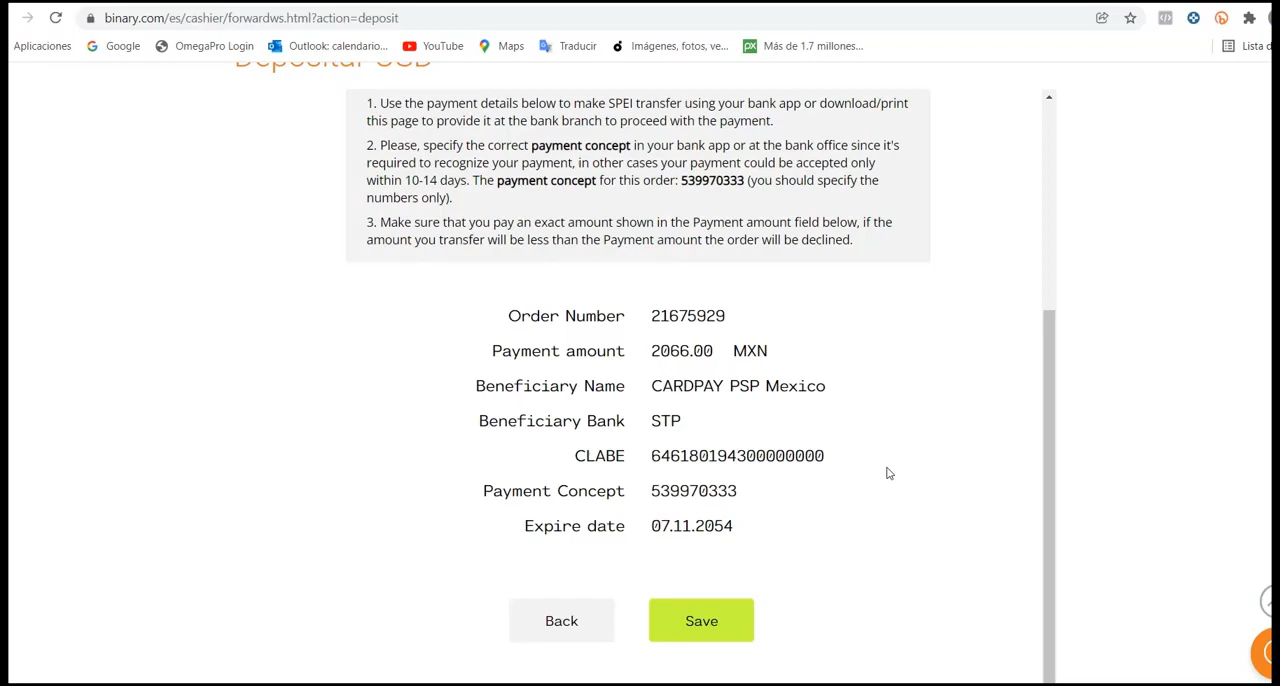 binary.com/es/cashier/forwardws.html?action=deposit
Aplicaciones Google OmegaPro Login Outlook: calendario... YouTube Maps Traducir Imágenes, fotos, ve... Más de 1.7 millones... Lista d
Depositar USD
1. Use the payment details below to make SPEI transfer using your bank app or download/print
this page to provide it at the bank branch to proceed with the payment.
2. Please, specify the correct payment concept in your bank app or at the bank office since it's
required to recognize your payment, in other cases your payment could be accepted only
within 10-14 days. The payment concept for this order: 539970333 (you should specify the
numbers only).
3. Make sure that you pay an exact amount shown in the Payment amount field below, if the
amount you transfer will be less than the Payment amount the order will be declined.
Order Number 21675929
Payment amount 2066.00 MXN
Beneficiary Name CARDPAY PSP Mexico
Beneficiary Bank STP
CLABE 646180194300000000
Payment Concept 539970333
Expire date 07.11.2054
Back Save